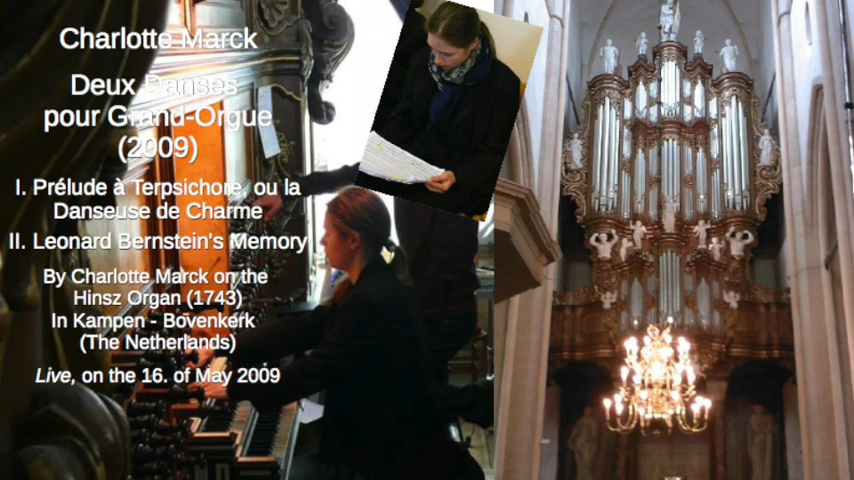 Charlotte Marck
Deux Danses
pour Grand-Orgue
(2009)
I. Prélude à Terpsichore, ou la
Danseuse de Charme
II. Leonard Bernstein's Memory
By Charlotte Marck on the
Hinsz Organ (1743)
In Kampen - Bovenkerk
(The Netherlands)
Live, on the 16. of May 2009